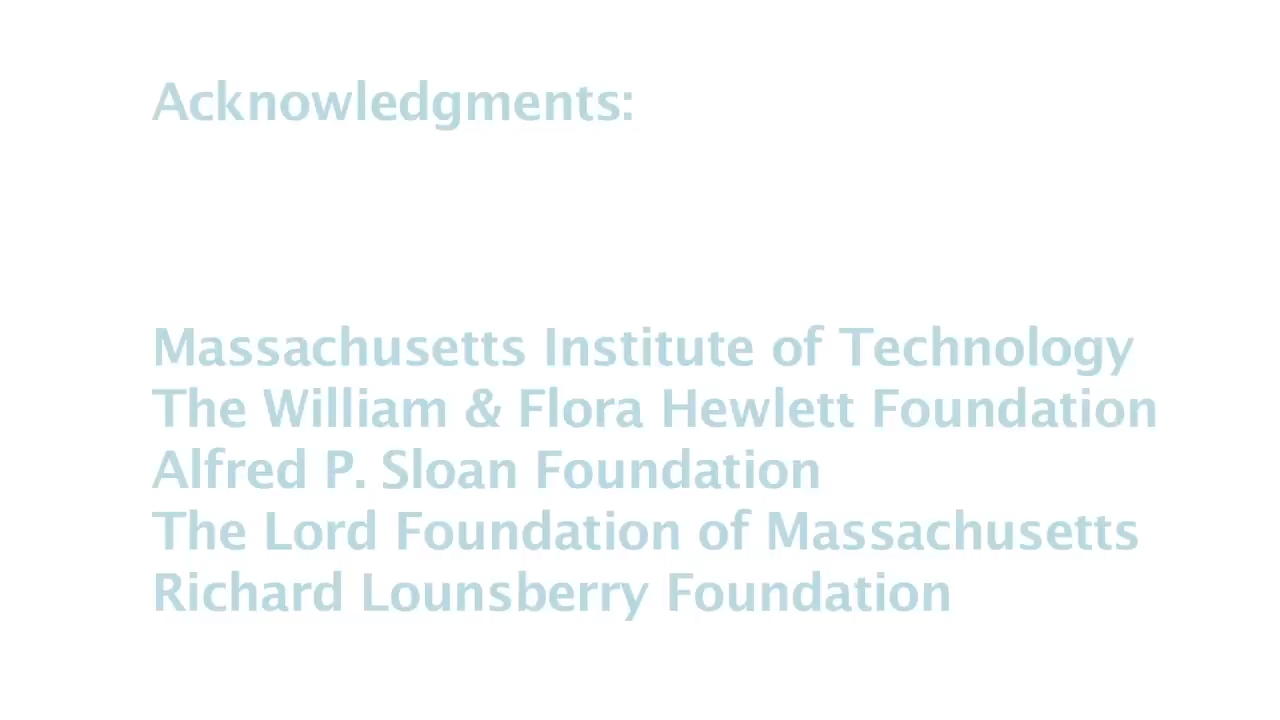 Acknowledgments:
Massachusetts Institute of Technology
The William & Flora Hewlett Foundation
Alfred P. Sloan Foundation
The Lord Foundation of Massachusetts
Richard Lounsberry Foundation